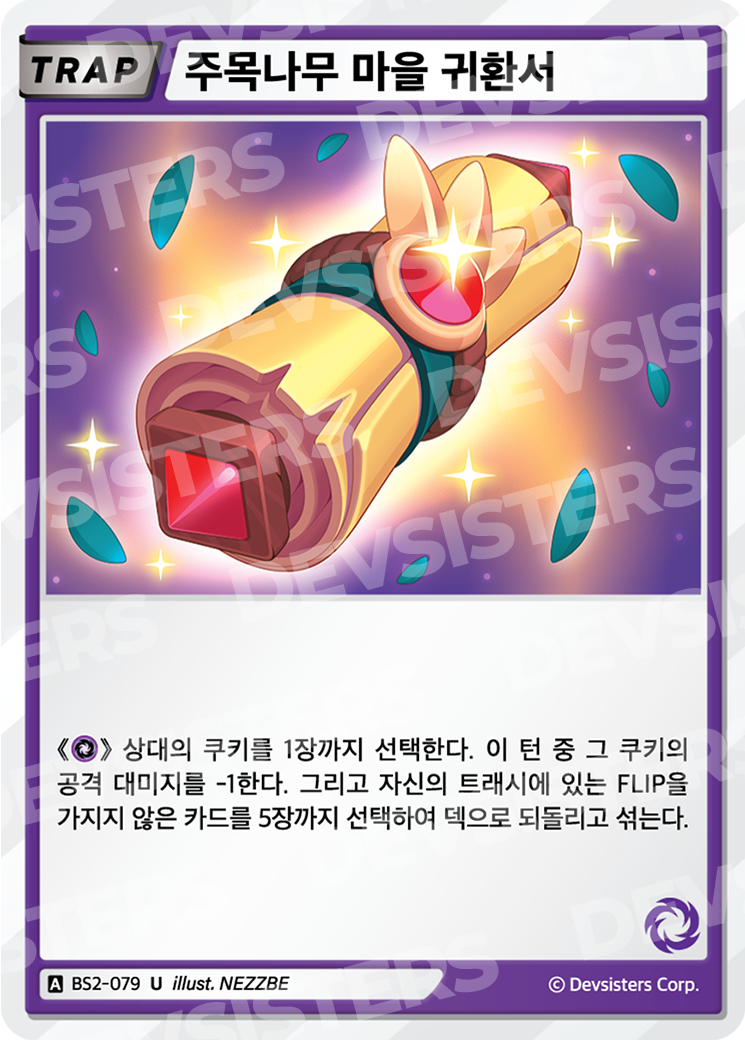 TRAP 주목나무 마을 귀환서
《 》 상대의 쿠키를 1장까지 선택한다. 이 턴 중 그 쿠키의
공격 대미지를 -1한다. 그리고 자신의 트래시에 있는 FLIP을
가지지 않은 카드를 5장까지 선택하여 덱으로 되돌리고 섞는다.
A BS2-079 U illust. NEZZBE © Devsisters Corp.
DEVSISTERS